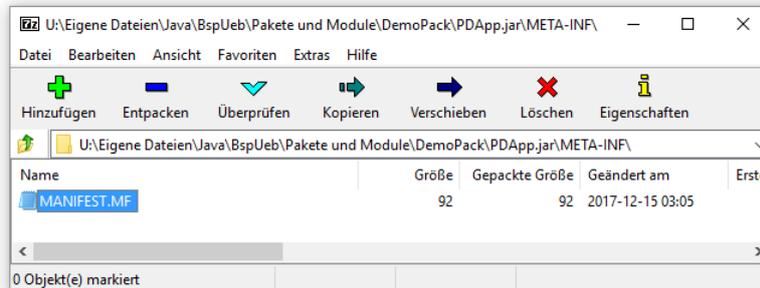 7z U:\Eigene Dateien\Java\BspUeb\Pakete und Module\DemoPack\PDApp.jar\META-INF\
Datei Bearbeiten Ansicht Favoriten Extras Hilfe
Hinzufügen Entpacken Überprüfen Kopieren Verschieben Löschen Eigenschaften
U:\Eigene Dateien\Java\BspUeb\Pakete und Module\DemoPack\PDApp.jar\META-INF\
Name Größe Gepackte Größe Geändert am Erst
MANIFEST.MF 92 92 2017-12-15 03:05
0 Objekt(e) markiert